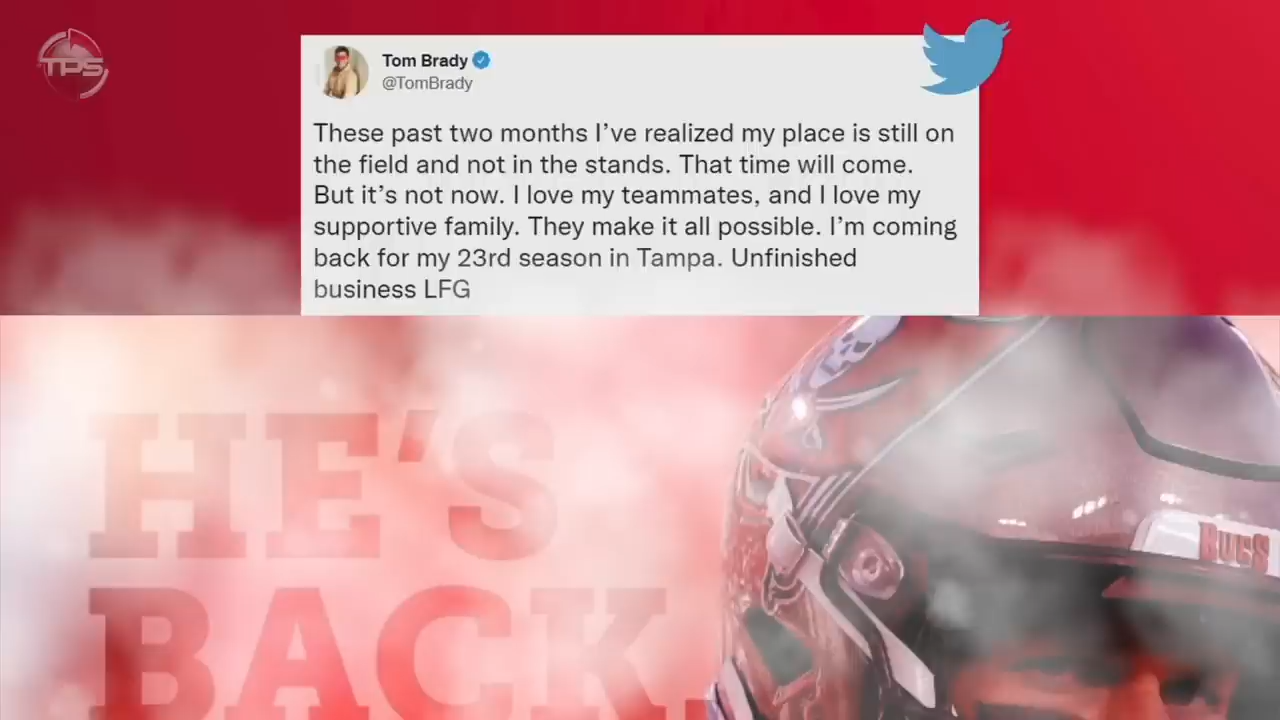 TPS
Tom Brady
@TomBrady
These past two months I’ve realized my place is still on
the field and not in the stands. That time will come.
But it’s not now. I love my teammates, and I love my
supportive family. They make it all possible. I’m coming
back for my 23rd season in Tampa. Unfinished
business LFG
HE’S
BACK.
BUCS